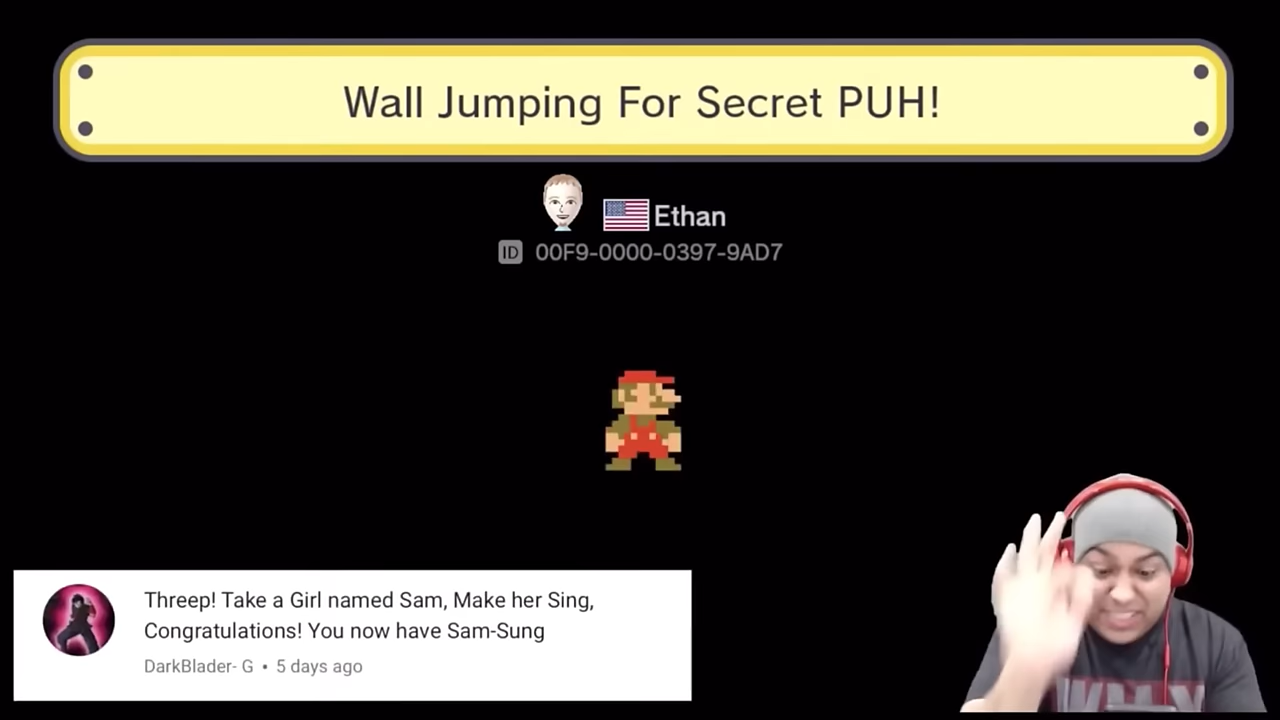 Wall Jumping For Secret PUH!
Ethan
ID 00F9-0000-0397-9AD7
Threep! Take a Girl named Sam, Make her Sing,
Congratulations! You now have Sam-Sung
DarkBlader- G • 5 days ago